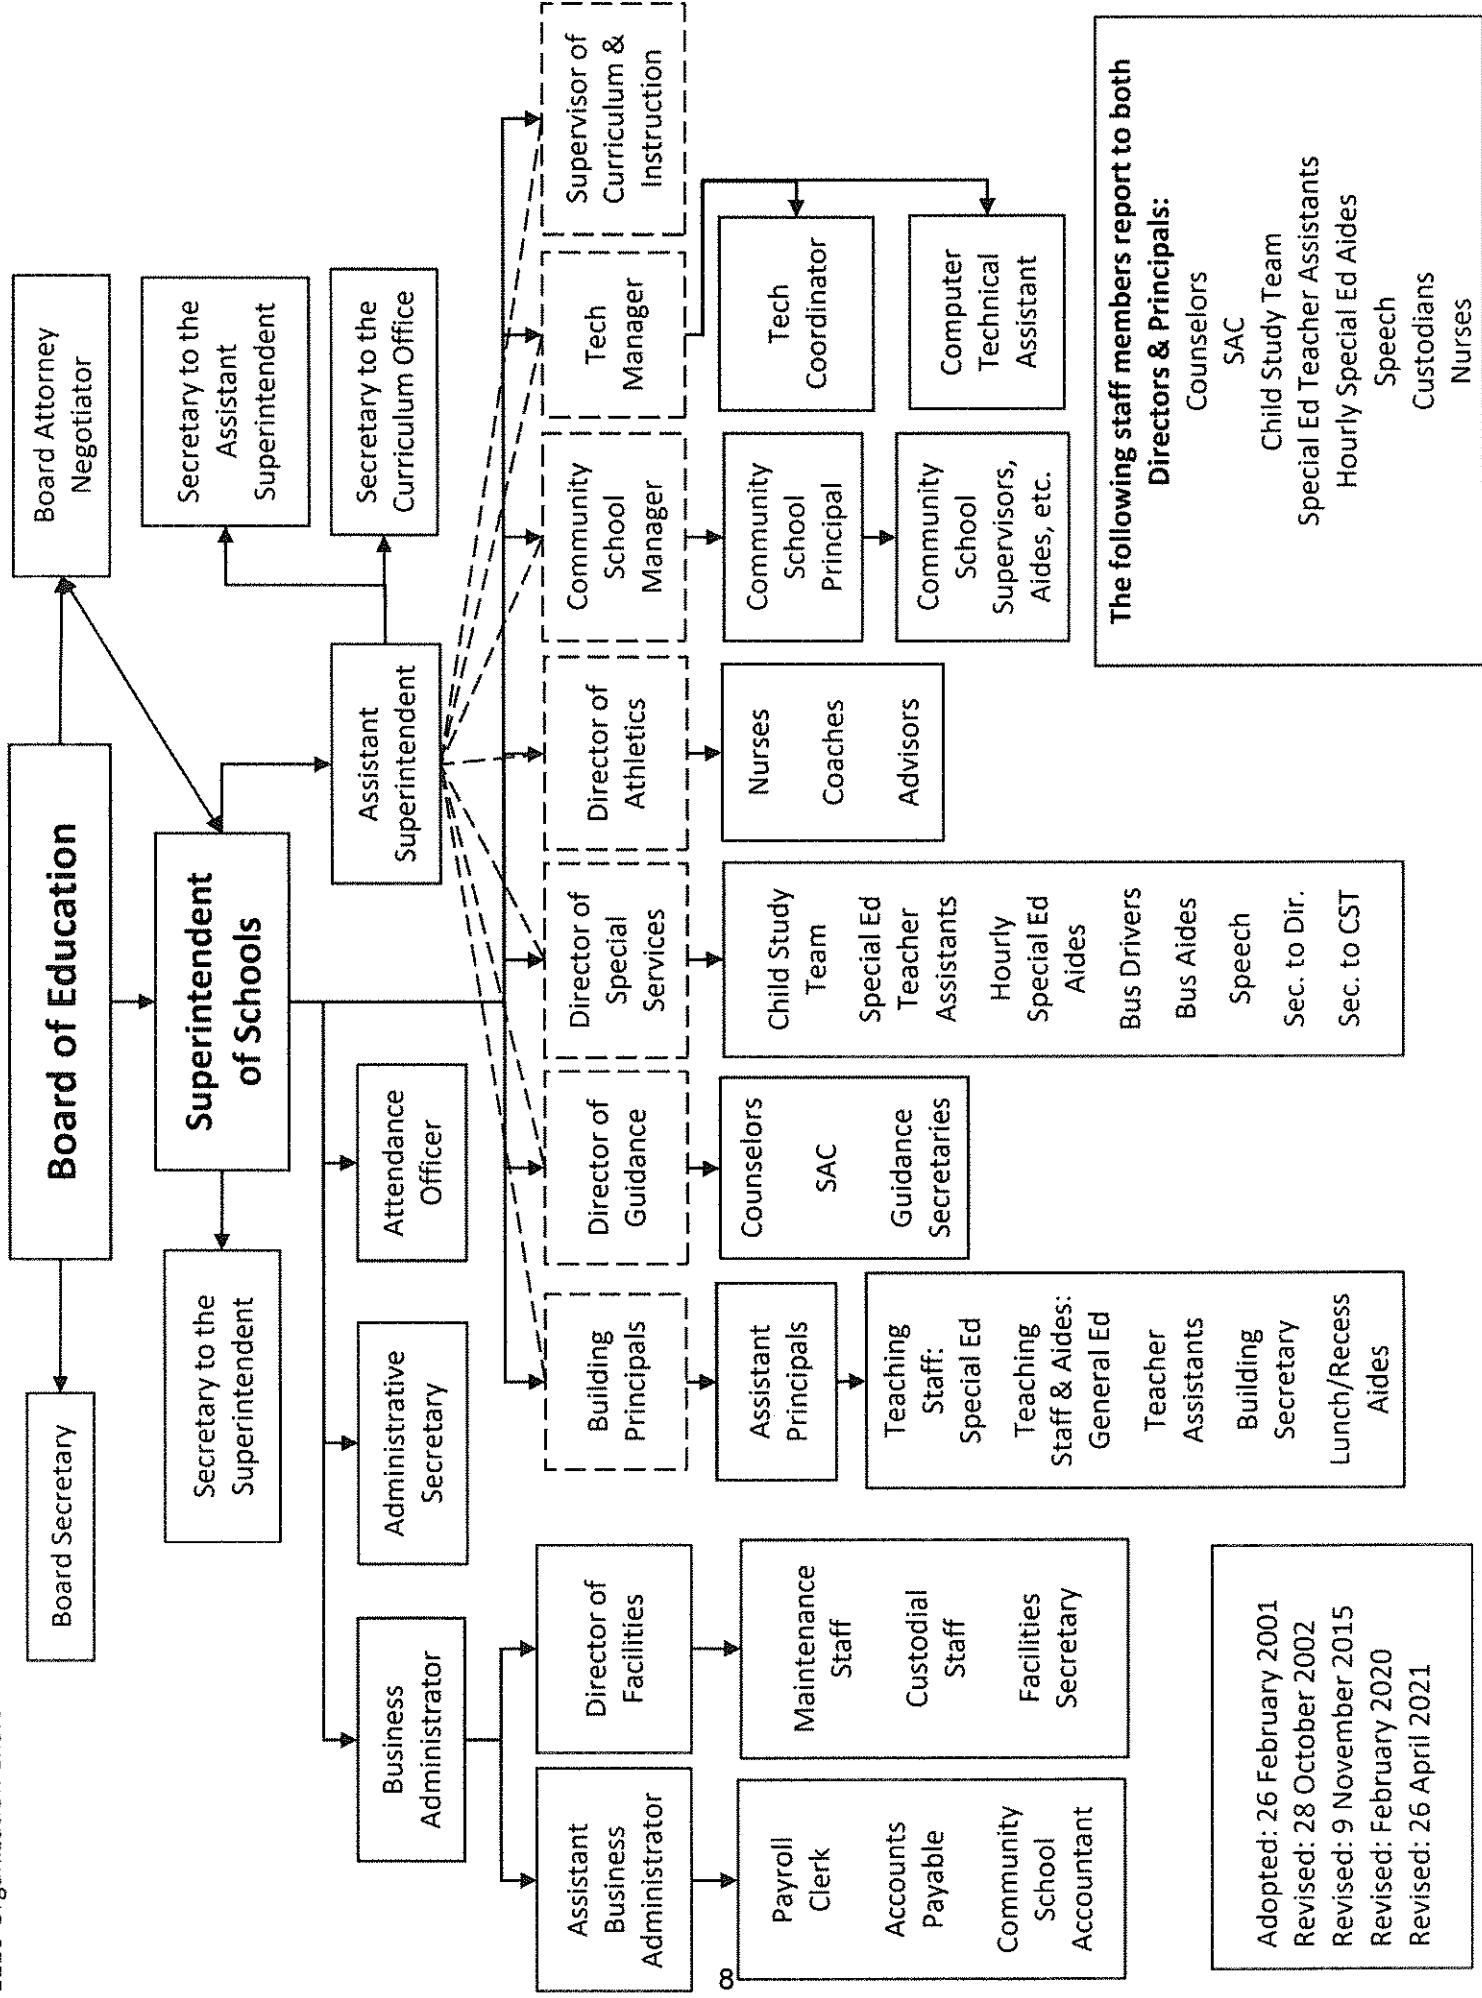 Board of Education
Board Secretary
Board Attorney
Negotiator
Superintendent
of Schools
Secretary to the
Superintendent
Secretary to the
Assistant
Superintendent
Secretary to the
Curriculum Office
Assistant
Superintendent
Business
Administrator
Administrative
Secretary
Attendance
Officer
Assistant
Business
Administrator
Director of
Facilities
Building
Principals
Director of
Guidance
Director of
Special
Services
Director of
Athletics
Community
School
Manager
Tech
Manager
Supervisor of
Curriculum &
Instruction
Payroll
Clerk
Accounts
Payable
Community
School
Accountant
Maintenance
Staff
Custodial
Staff
Facilities
Secretary
Assistant
Principals
Teaching
Staff:
Special Ed
Teaching
Staff & Aides:
General Ed
Teacher
Assistants
Building
Secretary
Lunch/Recess
Aides
Counselors
SAC
Guidance
Secretaries
Child Study
Team
Special Ed
Teacher
Assistants
Hourly
Special Ed
Aides
Bus Drivers
Bus Aides
Speech
Sec. to Dir.
Sec. to CST
Nurses
Coaches
Advisors
Community
School
Principal
Community
School
Supervisors,
Aides, etc.
Tech
Coordinator
Computer
Technical
Assistant
Adopted: 26 February 2001
Revised: 28 October 2002
Revised: 9 November 2015
Revised: February 2020
Revised: 26 April 2021
The following staff members report to both
Directors & Principals:
Counselors
SAC
Child Study Team
Special Ed Teacher Assistants
Hourly Special Ed Aides
Speech
Custodians
Nurses
8